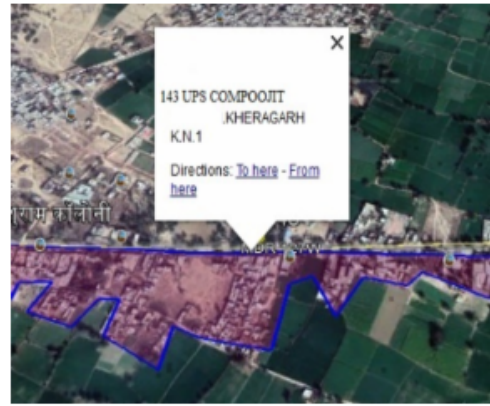 143 UPS COMPOOJIT
.KHERAGARH
K.N.1
Directions: To here - From
here
कॉलोनी